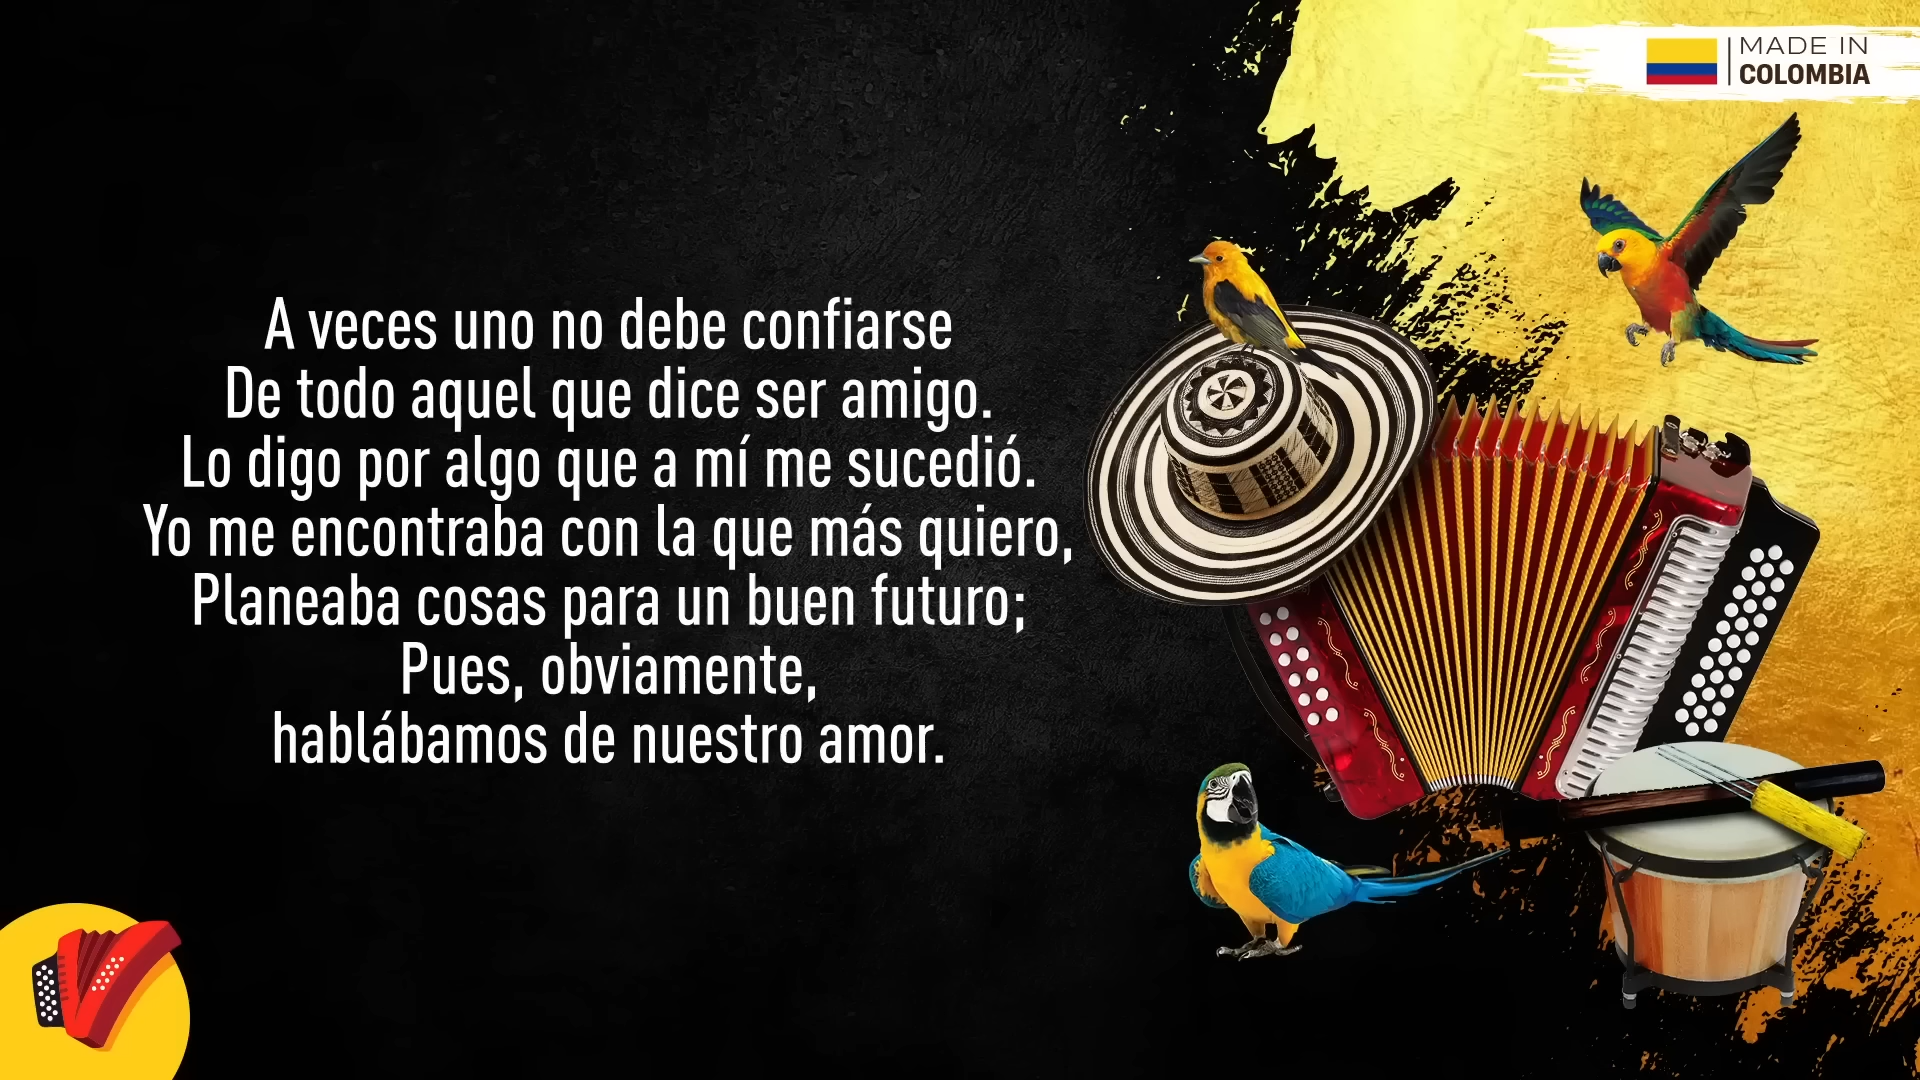 MADE IN
COLOMBIA
A veces uno no debe confiarse
De todo aquel que dice ser amigo.
Lo digo por algo que a mí me sucedió.
Yo me encontraba con la que más quiero,
Planeaba cosas para un buen futuro;
Pues, obviamente,
hablábamos de nuestro amor.